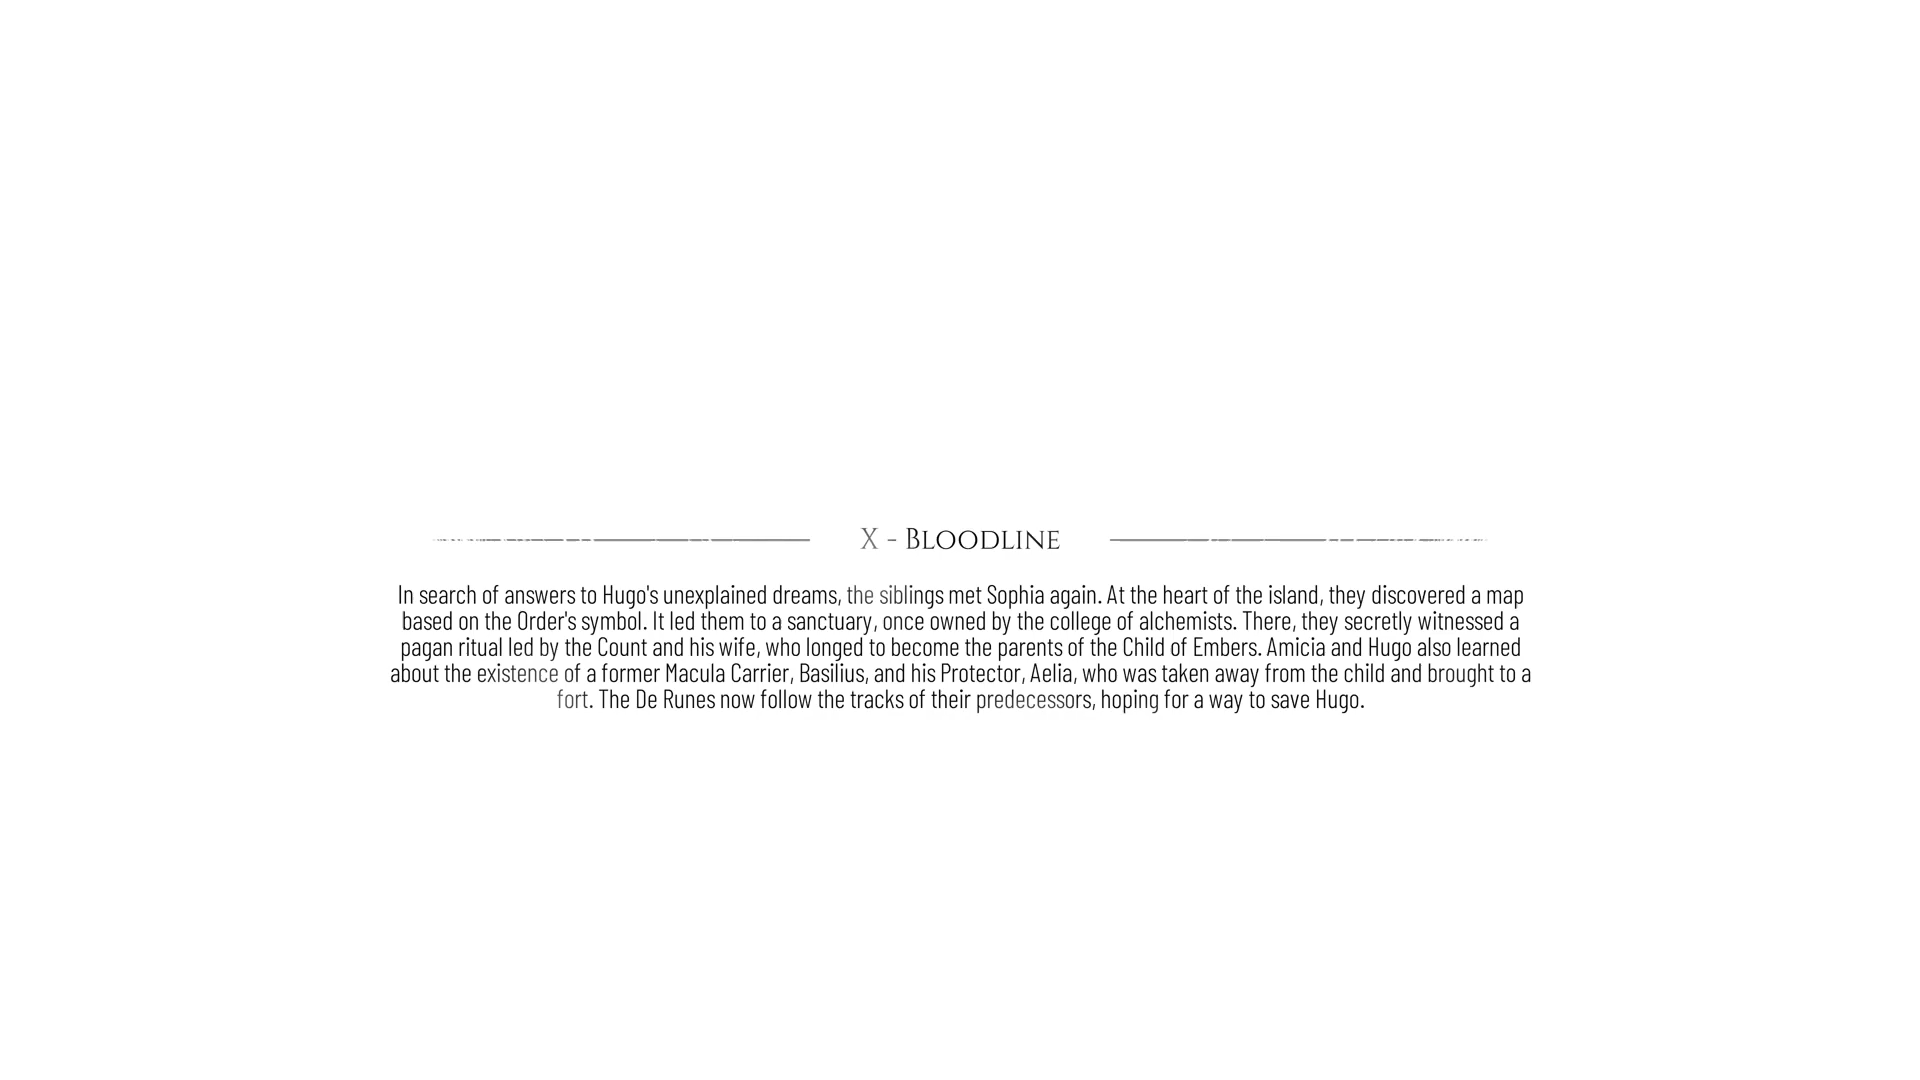 X - Bloodline
In search of answers to Hugo's unexplained dreams, the siblings met Sophia again. At the heart of the island, they discovered a map
based on the Order's symbol. It led them to a sanctuary, once owned by the college of alchemists. There, they secretly witnessed a
pagan ritual led by the Count and his wife, who longed to become the parents of the Child of Embers. Amicia and Hugo also learned
about the existence of a former Macula Carrier, Basilius, and his Protector, Aelia, who was taken away from the child and brought to a
fort. The De Runes now follow the tracks of their predecessors, hoping for a way to save Hugo.